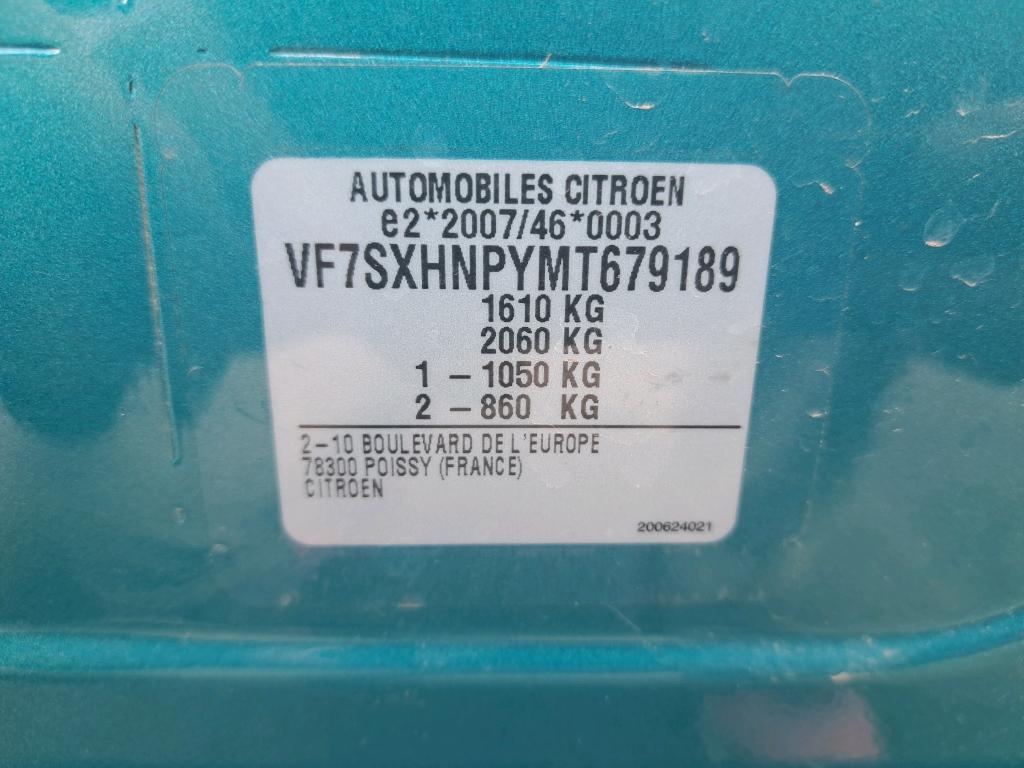 AUTOMOBILES CITROEN
e2*2007/46*0003
VF7SXHNPYMT679189
1610 KG
2060 KG
1 - 1050 KG
2 - 860 KG
2-10 BOULEVARD DE L'EUROPE
78300 POISSY (FRANCE)
CITROEN
200624021